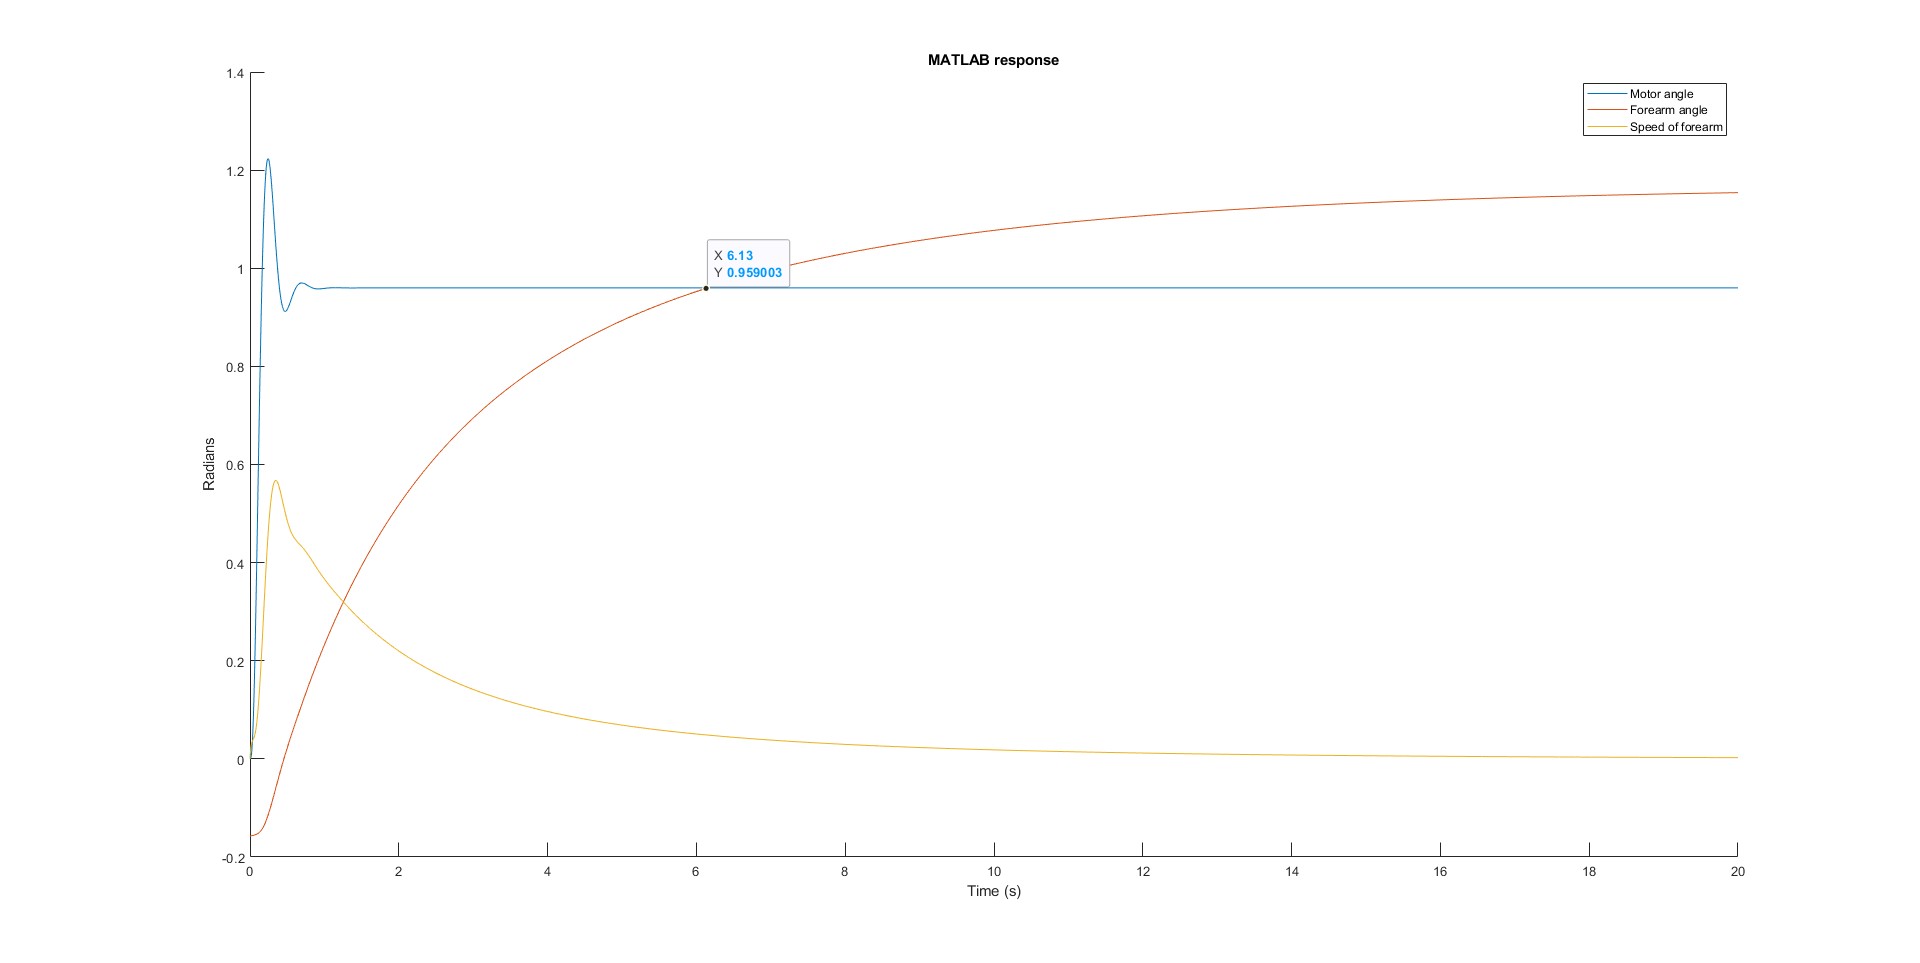 MATLAB response
Motor angle
Forearm angle
Speed of forearm
1.4
1.2
1
0.8
0.6
0.4
0.2
0
-0.2
Radians
X 6.13
Y 0.959003
0 2 4 6 8 10 12 14 16 18 20
Time (s)